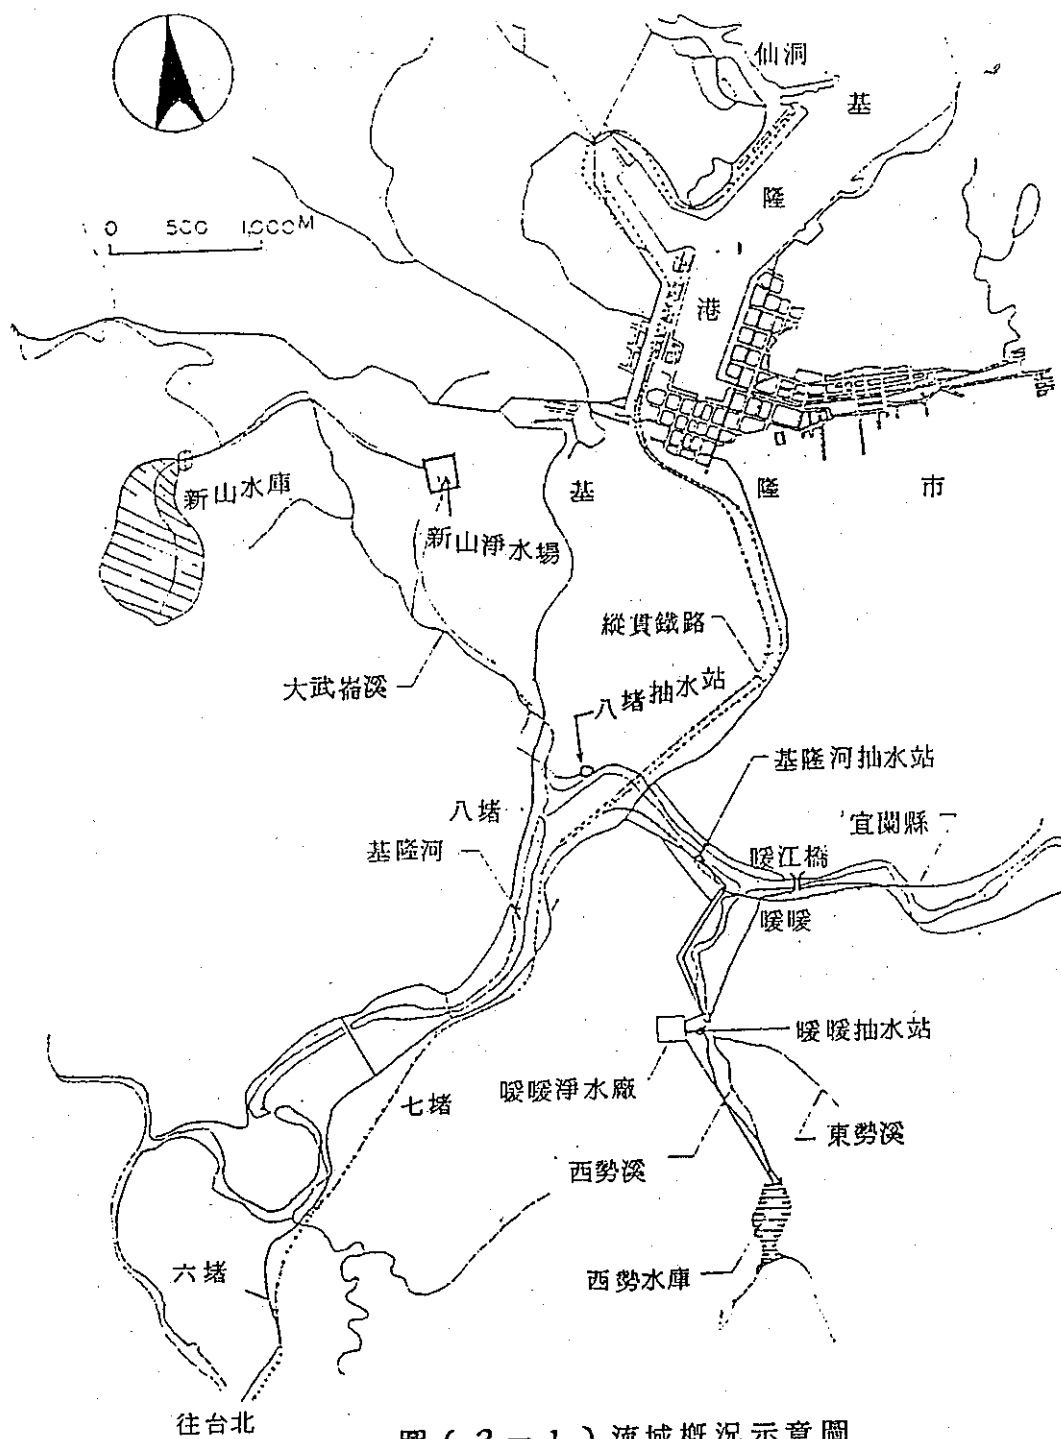 仙洞
基
隆
港
0 500 1,000M
新山水庫
新山淨水場
基隆市
縱貫鐵路
大武崙溪
八堵抽水站
基隆河抽水站
八堵
宜蘭縣
基隆河
暖江橋
暖暖
暖暖抽水站
暖暖淨水廠
七堵
東勢溪
西勢溪
六堵
西勢水庫
往台北
圖(2-1)流域概況示意圖